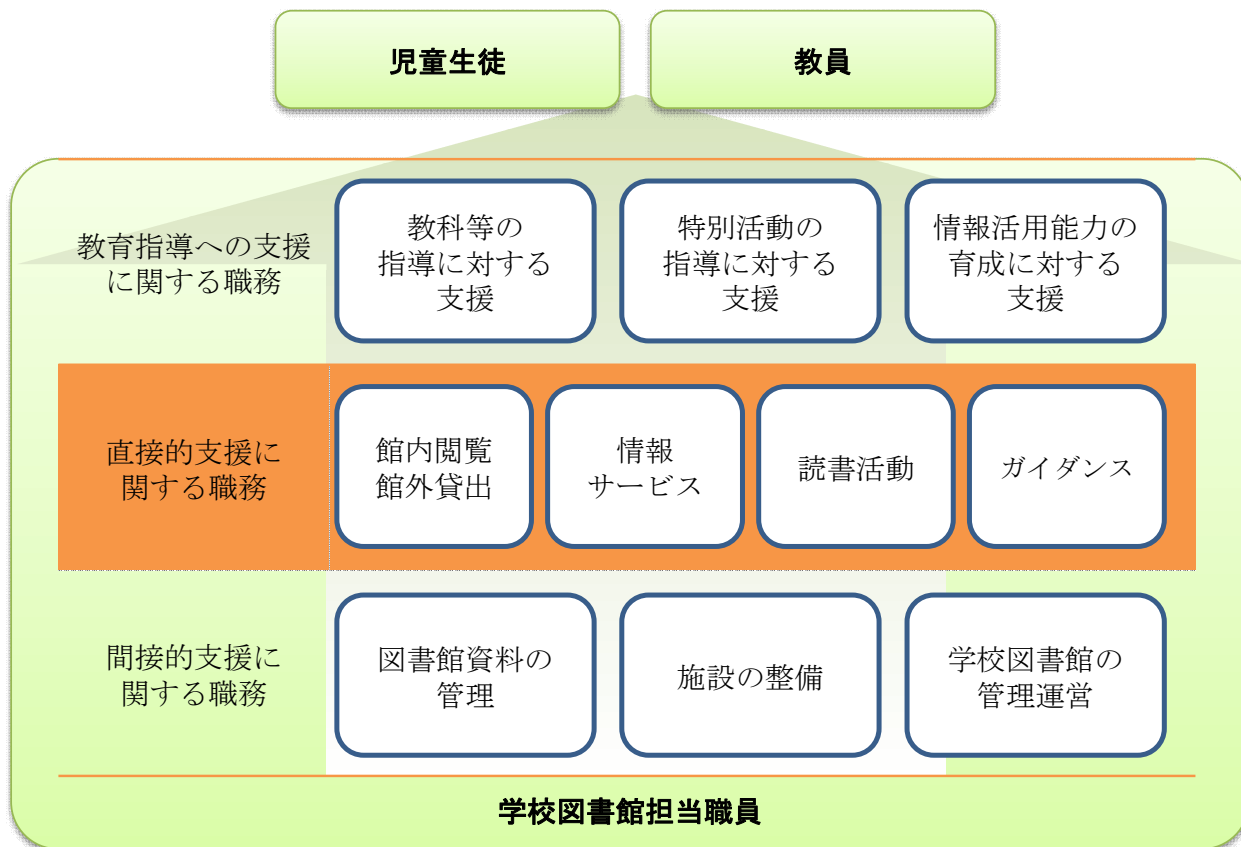 児童生徒
教員
教育指導への支援
に関する職務
教科等の
指導に対する
支援
特別活動の
指導に対する
支援
情報活用能力の
育成に対する
支援
直接的支援に
関する職務
館内閲覧
館外貸出
情報
サービス
読書活動
ガイダンス
間接的支援に
関する職務
図書館資料の
管理
施設の整備
学校図書館の
管理運営
学校図書館担当職員